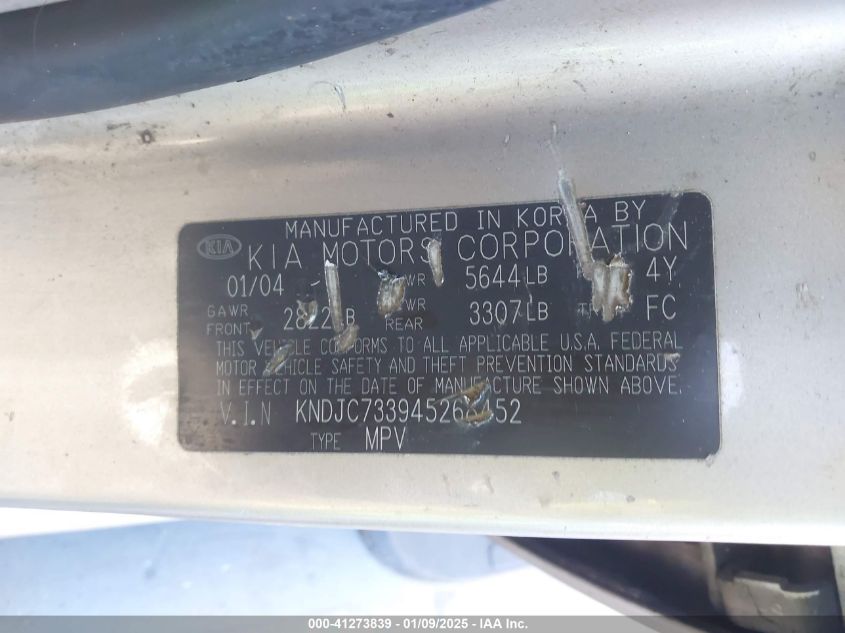 MANUFACTURED IN KOREA BY
KIA
KIA MOTORS CORPORATION
01/04 5644LB 4Y
GAWR FRONT REAR 3307LB FC
THIS VEHICLE CONFORMS TO ALL APPLICABLE U.S.A. FEDERAL
MOTOR VEHICLE SAFETY AND THEFT PREVENTION STANDARDS
IN EFFECT ON THE DATE OF MANUFACTURE SHOWN ABOVE.
V.I.N
TYPE MPV
000-41273839 | 01/09/2025 - IAA Inc.